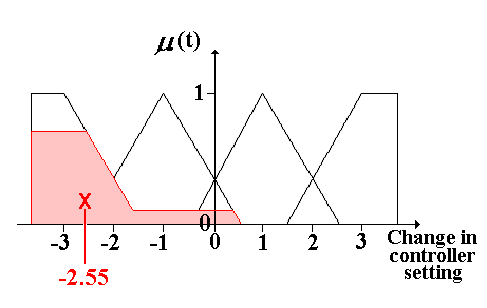 μ(t)
1
0
-3 -2 -1 0 1 2 3
Change in
controller
setting
X
-2.55